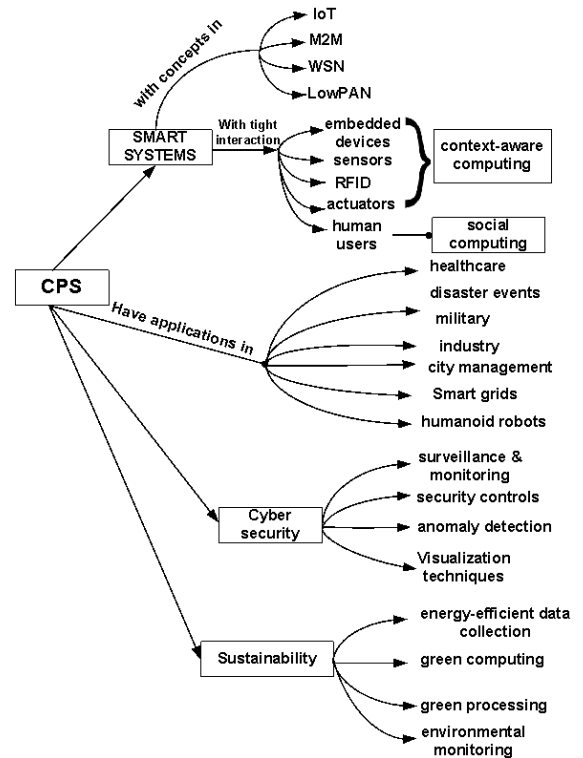 IoT
M2M
WSN
LowPAN
with concepts in
SMART
SYSTEMS
With tight
interaction
embedded
devices
sensors
RFID
actuators
human
users
context-aware
computing
social
computing
CPS
Have applications in
healthcare
disaster events
military
industry
city management
Smart grids
humanoid robots
Cyber
security
surveillance &
monitoring
security controls
anomaly detection
Visualization
techniques
Sustainability
energy-efficient data
collection
green computing
green processing
environmental
monitoring